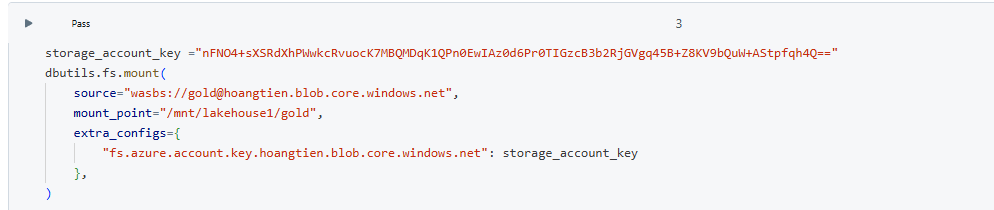 Pass 3
storage_account_key ="nFNO4+sXSRdXhPWwkcRvuocK7MBQMDqK1QPn0EwIAz0d6Pr0TIGzcB3b2RjGVgq45B+Z8KV9bQuW+AStpfqh4Q=="
dbutils.fs.mount(
source="wasbs://gold@hoangtien.blob.core.windows.net",
mount_point="/mnt/lakehouse1/gold",
extra_configs={
"fs.azure.account.key.hoangtien.blob.core.windows.net": storage_account_key
},
)